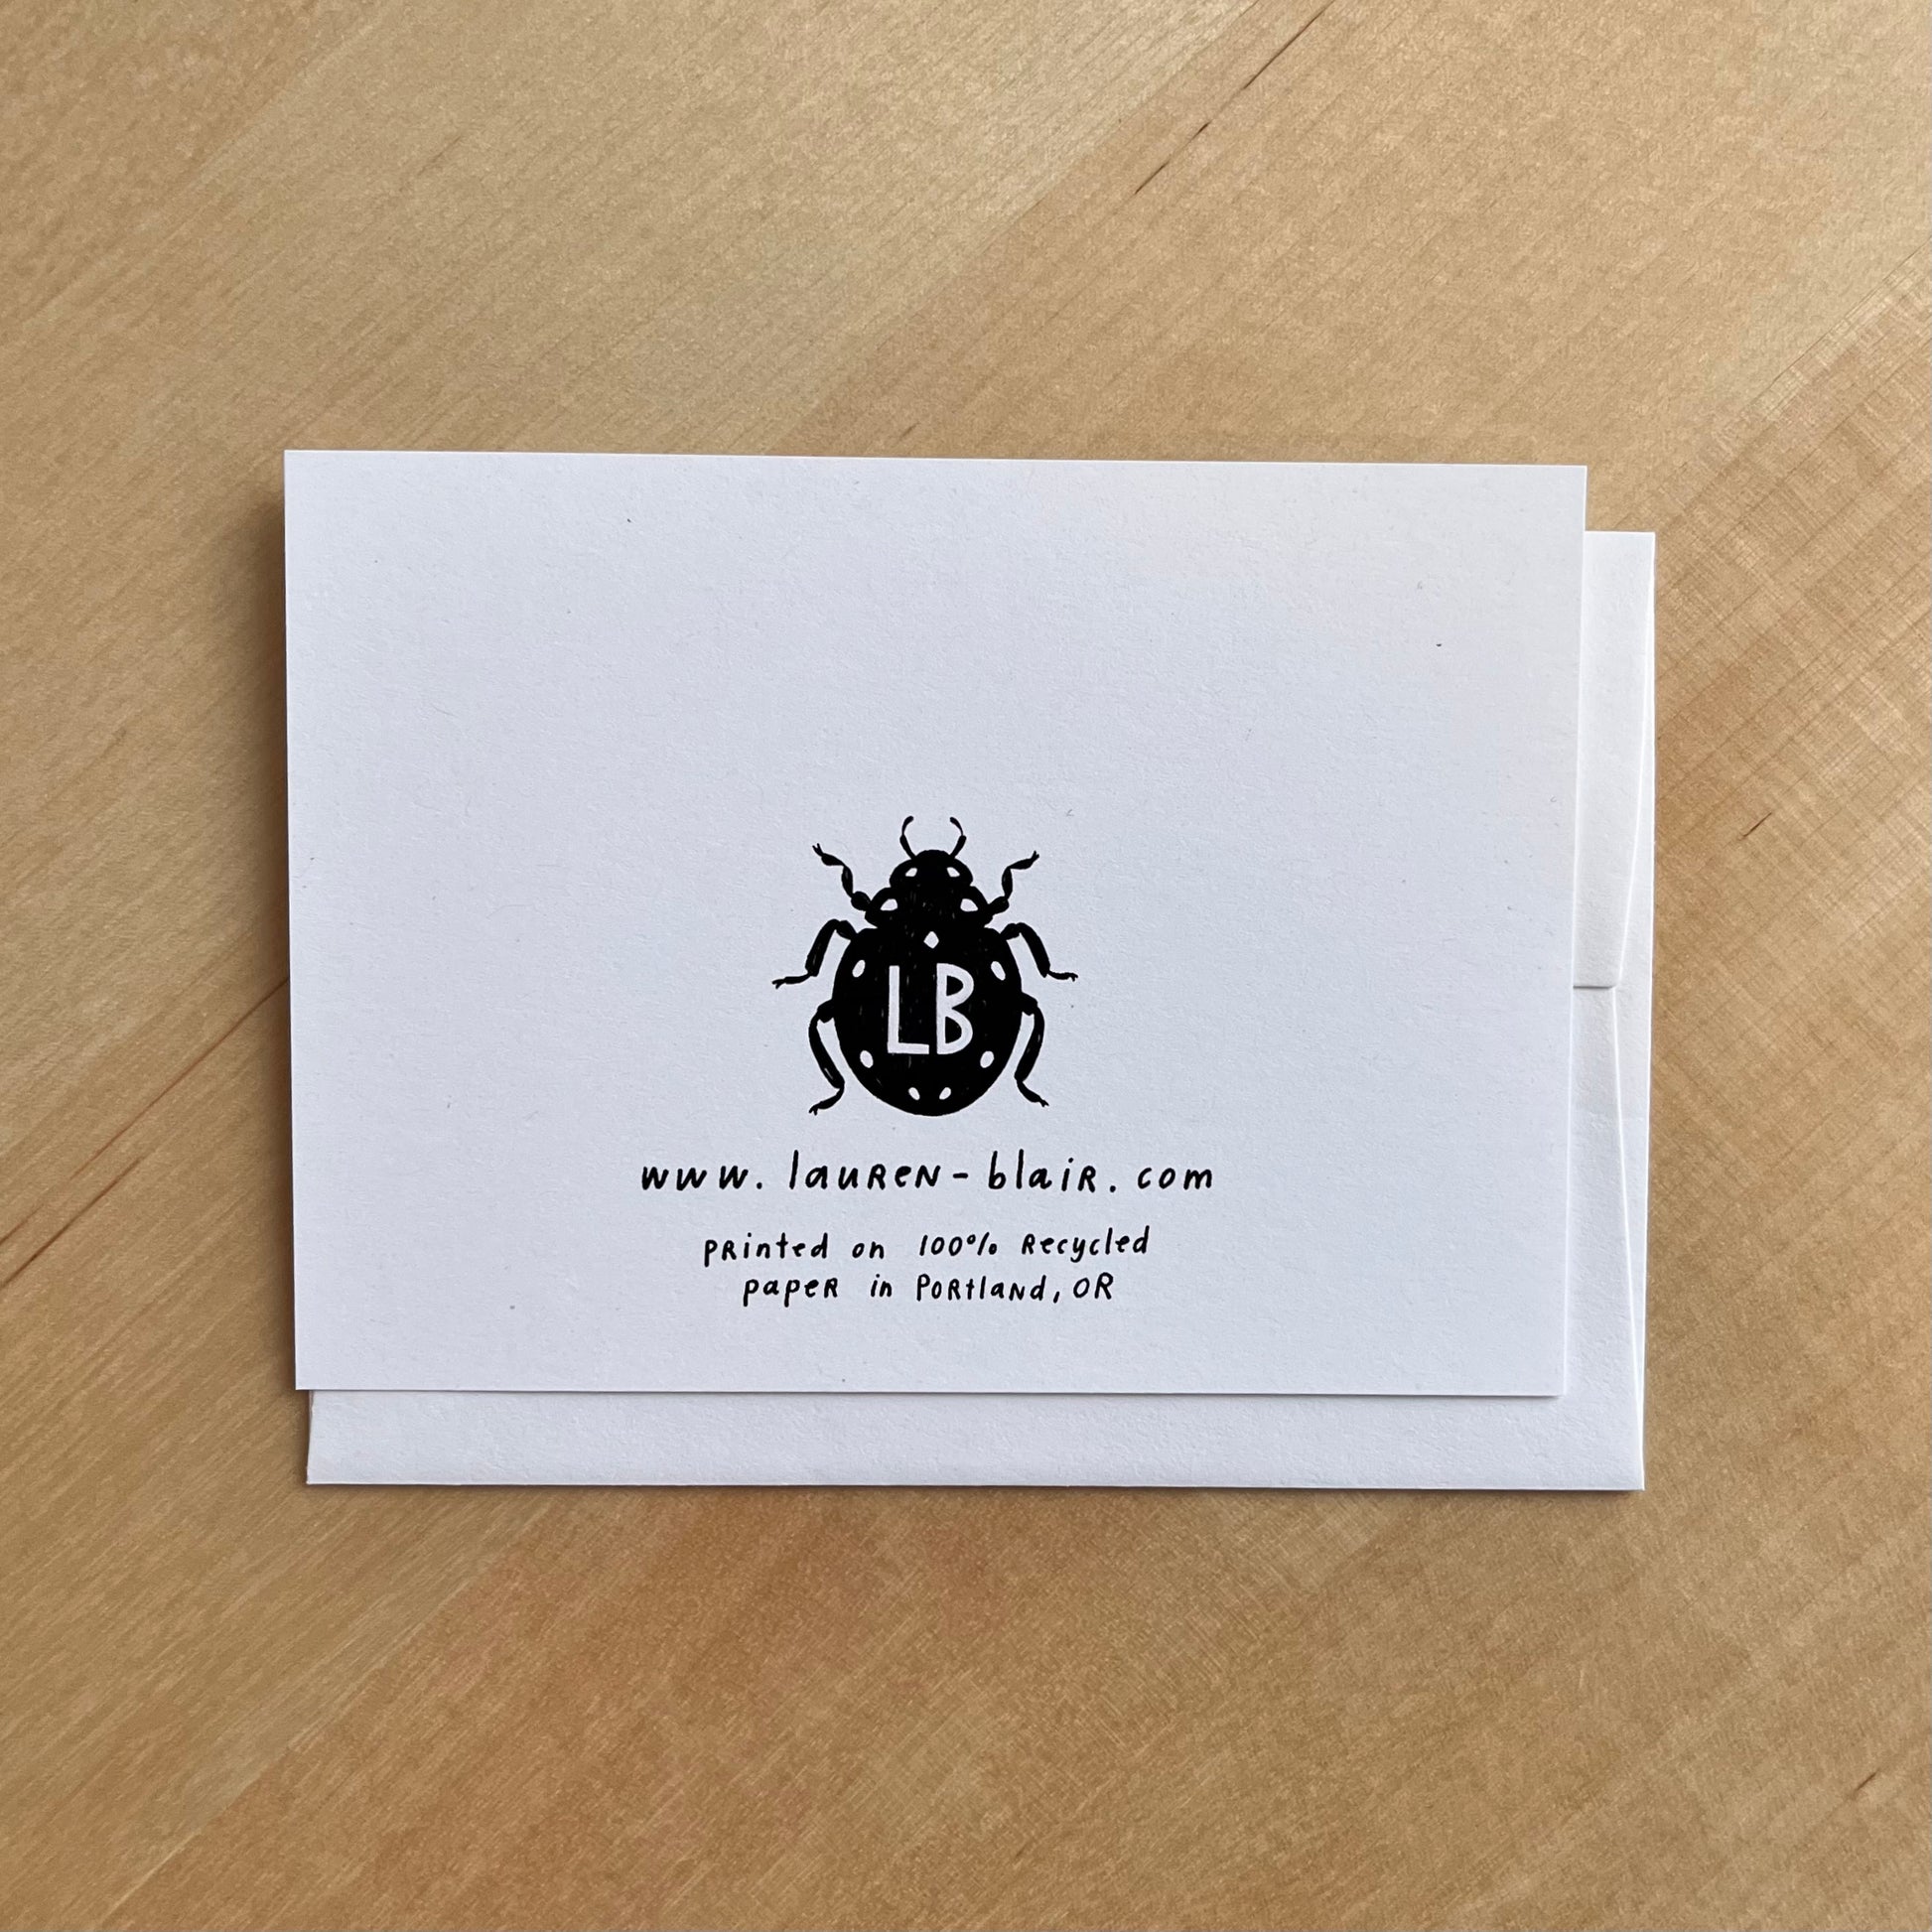 LB
www.lauren-blair.com
printed on 100% Recycled
paper in Portland, OR